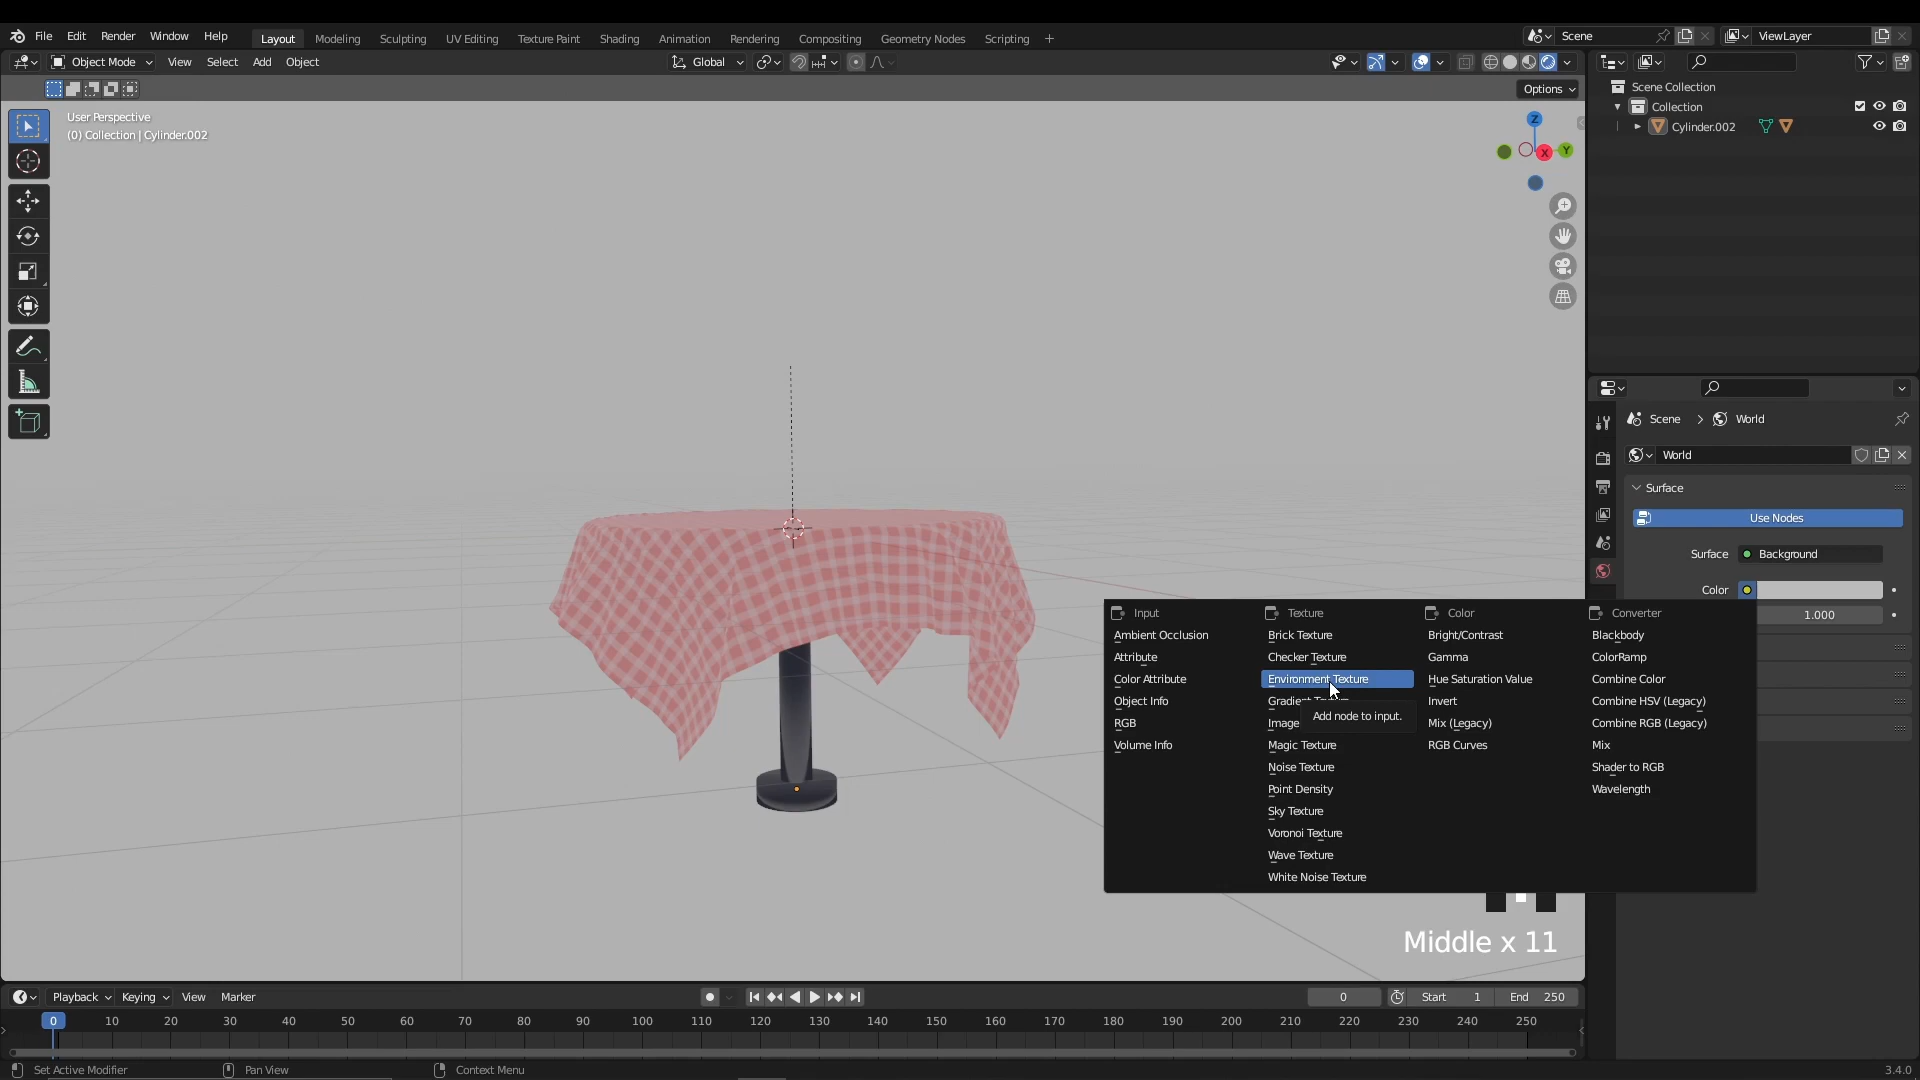 File Edit Render Window Help Layout Modeling Sculpting UV Editing Texture Paint Shading Animation Rendering Compositing Geometry Nodes Scripting + Scene ViewLayer
Object Mode View Select Add Object Global
Options
User Perspective
(0) Collection | Cylinder.002
Z
X
Y
Scene Collection
Collection
Cylinder.002
Scene > World
World
Surface
Use Nodes
Surface Background
Color
1.000
Input Texture Color Converter
Ambient Occlusion Brick Texture Bright/Contrast Blackbody
Attribute Checker Texture Gamma ColorRamp
Color Attribute Environment Texture Hue Saturation Value Combine Color
Object Info Gradient Invert Combine HSV (Legacy)
RGB Image Add node to input. Mix (Legacy) Combine RGB (Legacy)
Volume Info Magic Texture RGB Curves Mix
Noise Texture Shader to RGB
Point Density Wavelength
Sky Texture
Voronoi Texture
Wave Texture
White Noise Texture
Middle x 11
Playback Keying View Marker 0 Start 1 End 250
0 10 20 30 40 50 60 70 80 90 100 110 120 130 140 150 160 170 180 190 200 210 220 230 240 250
Set Active Modifier Pan View Context Menu 3.4.0